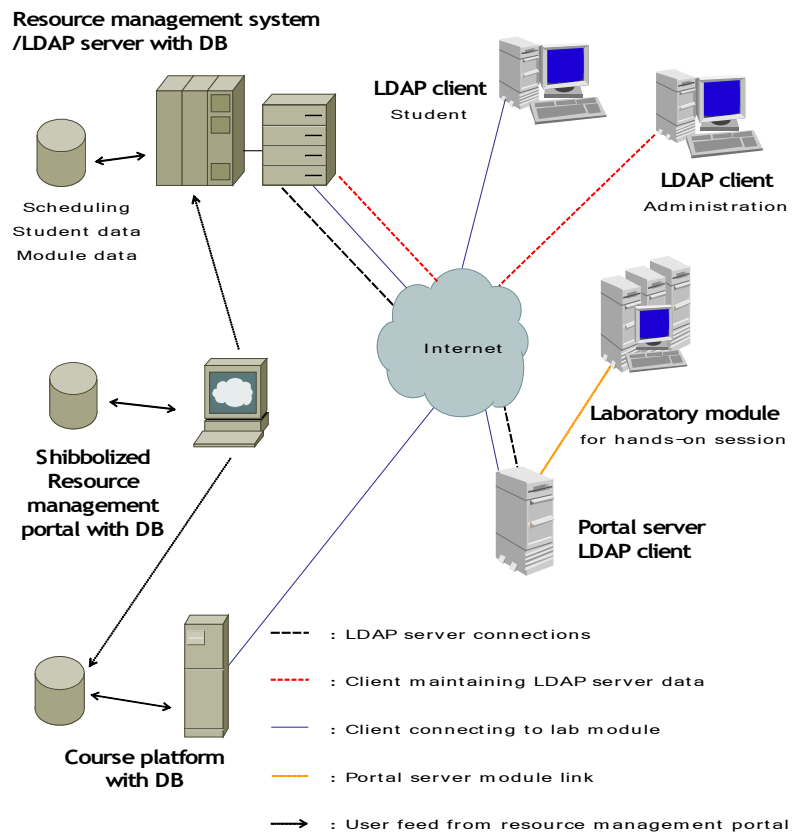 Resource management system
/LDAP server with DB
LDAP client
Student
LDAP client
Administration
Scheduling
Student data
Module data
Internet
Laboratory module
for hands-on session
Shibbolized
Resource
management
portal with DB
Portal server
LDAP client
Course platform
with DB
: LDAP server connections
: Client maintaining LDAP server data
: Client connecting to lab module
: Portal server module link
: User feed from resource management portal